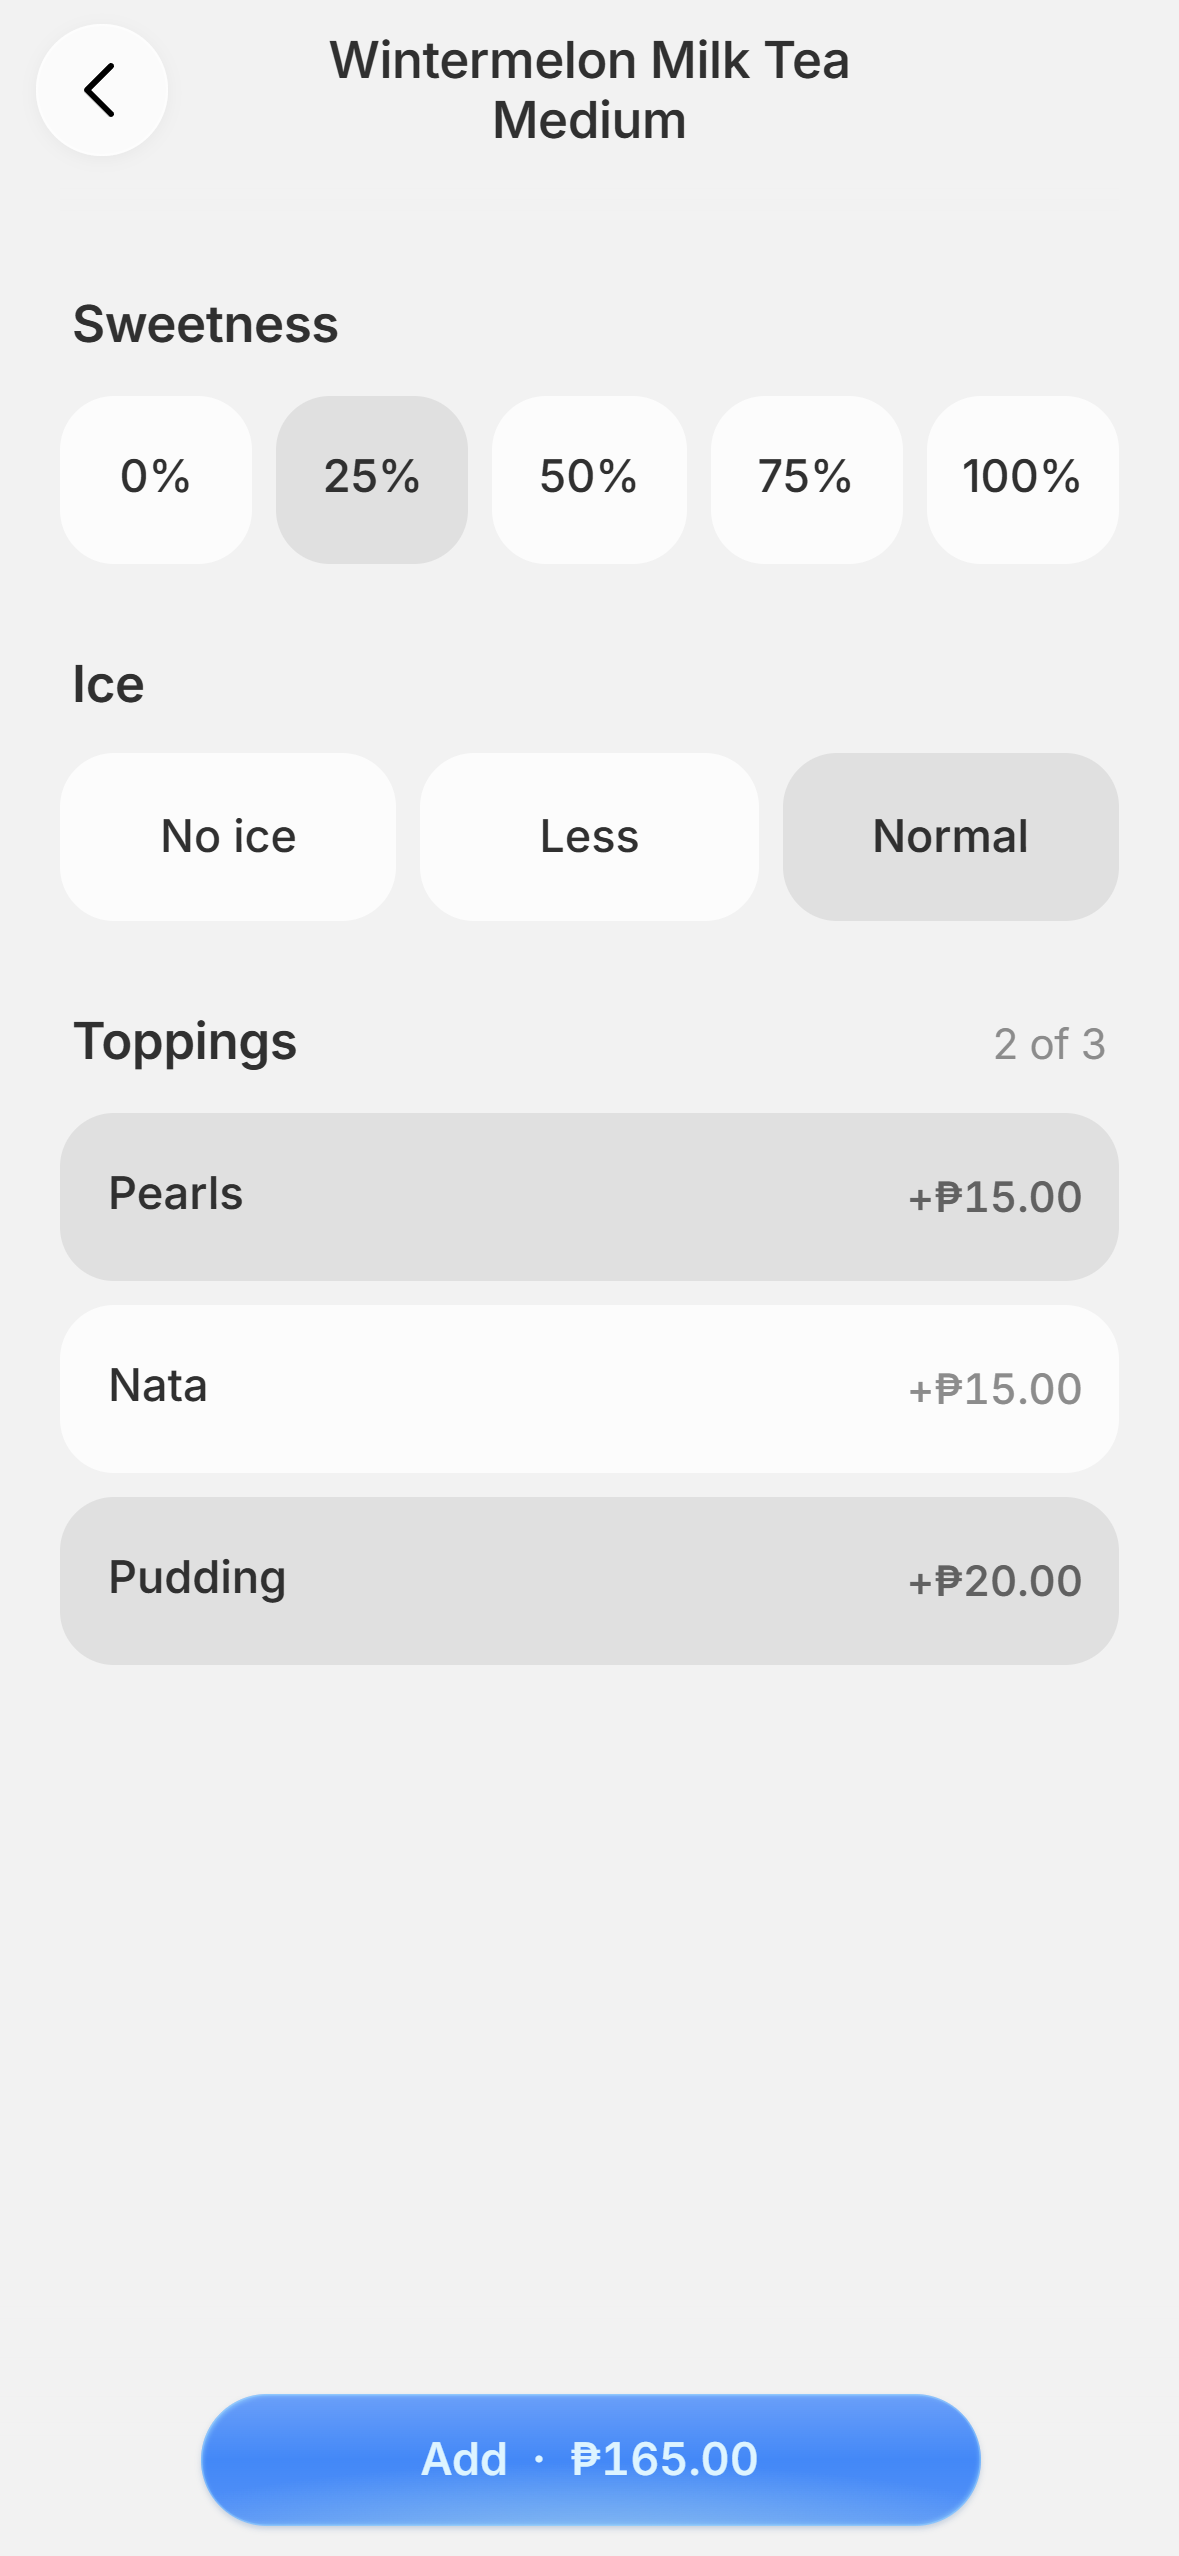 Wintermelon Milk Tea
Medium
Sweetness
0% 25% 50% 75% 100%
Ice
No ice Less Normal
Toppings 2 of 3
Pearls +₱15.00
Nata +₱15.00
Pudding +₱20.00
Add · ₱165.00